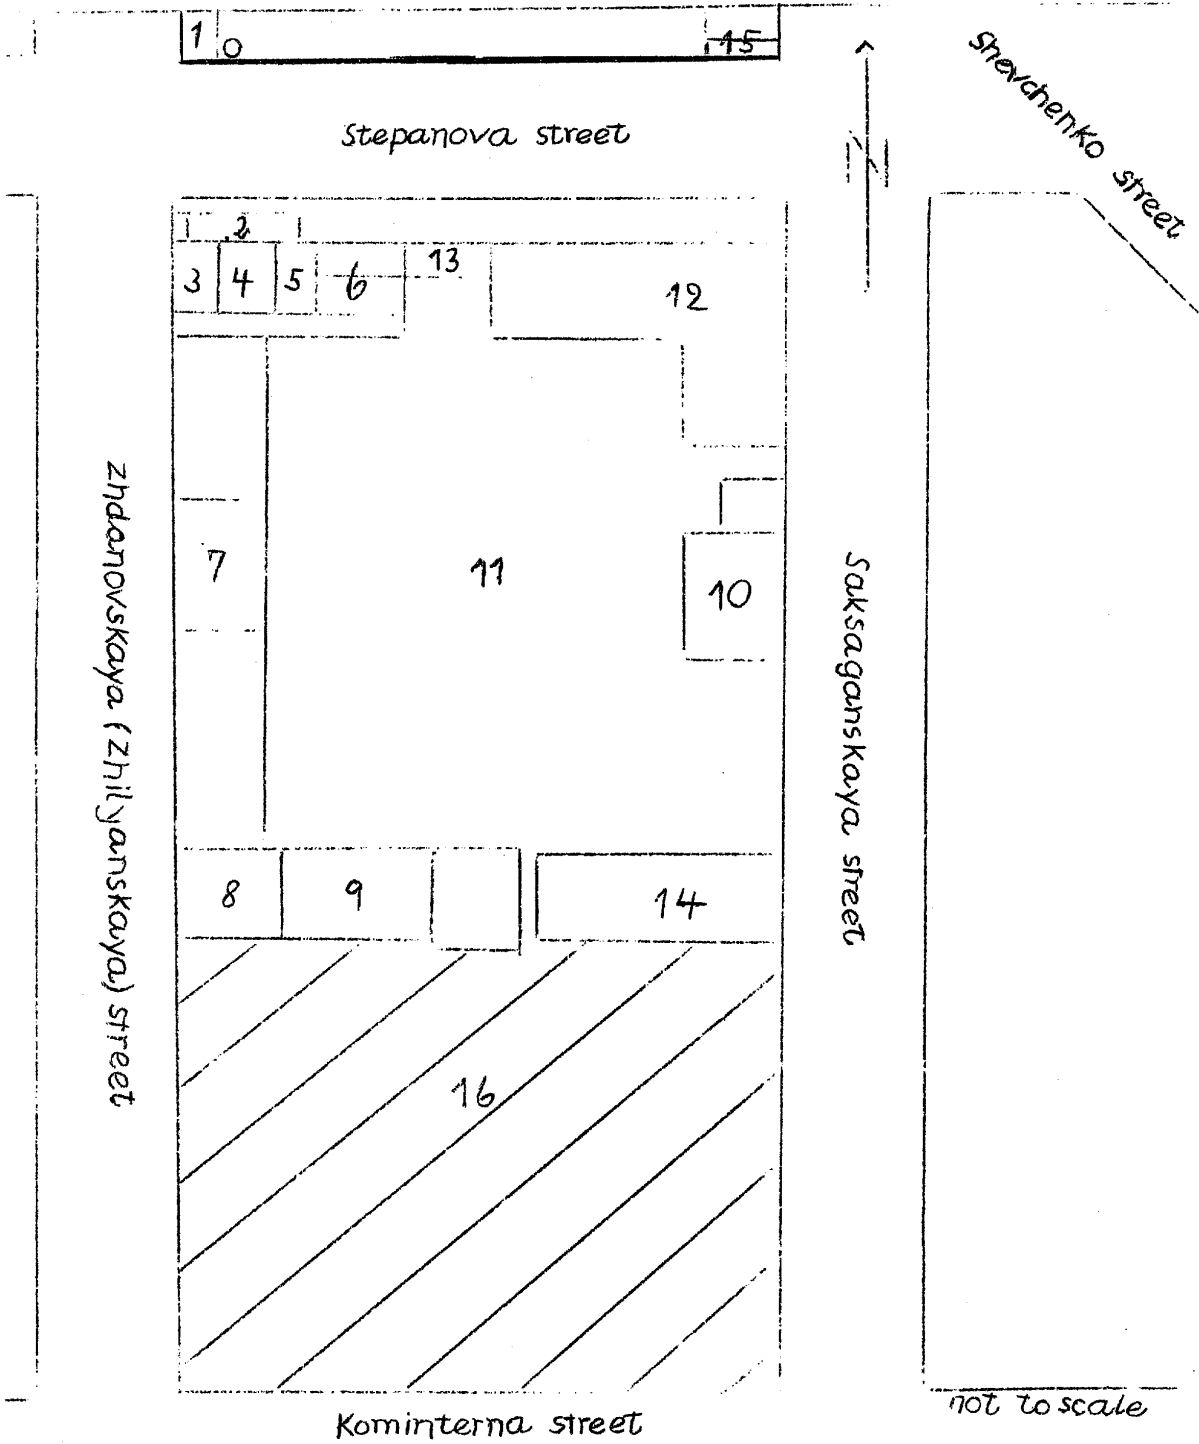 1
15
Shevchenko street
Stepanova street
N
2
3 4 5 6 13
12
7
11
10
Zhdanovskaya (Zhilyanskaya) street
Saksaganskaya street
8 9
14
16
Kominterna street
not to scale